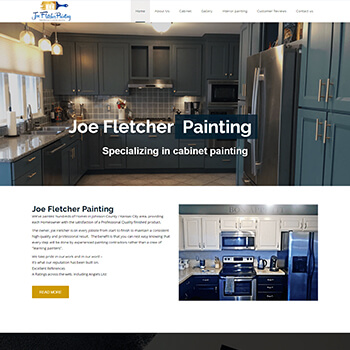 Joe Fletcher Painting
Home About Us Cabinet Gallery Interior painting Customer Reviews Contact us
Joe Fletcher Painting
Specializing in cabinet painting
Joe Fletcher Painting
We've painted hundreds of homes in Johnson County / Kansas City area, providing
each homeowner with the satisfaction of a Professional Quality finished product.
The owner, Joe Fletcher is on every jobsite from start to finish to maintain a consistent
high quality and professional result. The benefit is that you can rest easy knowing that
every step will be done by experienced painting contractors rather than a crew of
"learning painters".
We take pride in our work and in our world –
It's what our reputation has been built on.
Excellent References
A Ratings across the web, including Angie's List
READ MORE